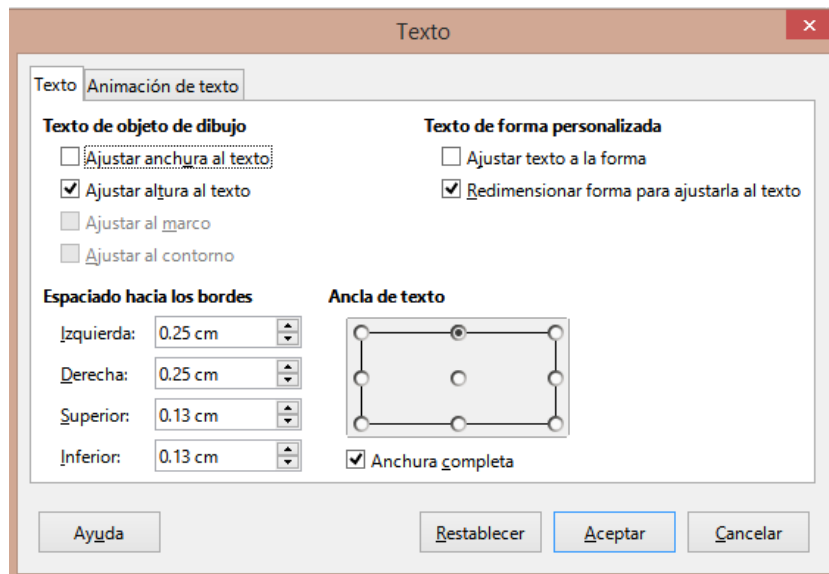 Texto
Texto Animación de texto
Texto de objeto de dibujo
Ajustar anchura al texto
Ajustar altura al texto
Ajustar al marco
Ajustar al contorno
Texto de forma personalizada
Ajustar texto a la forma
Redimensionar forma para ajustarla al texto
Espaciado hacia los bordes
Izquierda: 0.25 cm
Derecha: 0.25 cm
Superior: 0.13 cm
Inferior: 0.13 cm
Ancla de texto
Anchura completa
Ayuda Restablecer Aceptar Cancelar